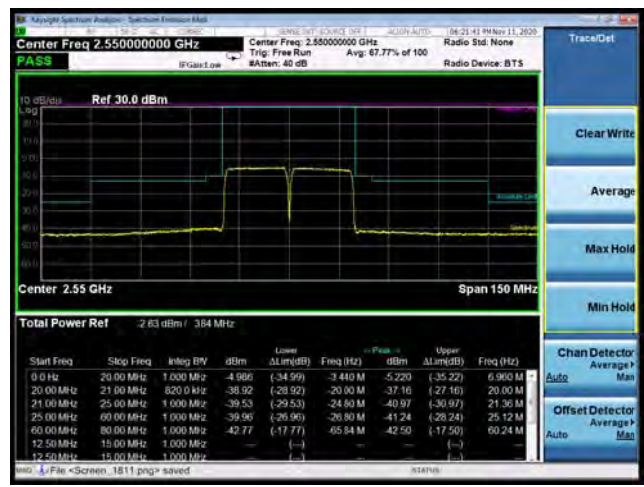 Keysight Spectrum Analyzer - Spectrum Emission Mask
06:21:41 PM Nov 11, 2020
Center Freq 2.550000000 GHz
Center Freq: 2.550000000 GHz
Radio Std: None
Trace/Det
Trig: Free Run
Avg: 67.77% of 100
PASS
IFGain:Low
#Atten: 40 dB
Radio Device: BTS
10 dB/div
Ref 30.0 dBm
Log
Clear Write
Average
Absolute Limit
Spectrum
Max Hold
Center 2.55 GHz
Span 150 MHz
Min Hold
Total Power Ref 2.63 dBm / 3.84 MHz
Lower
Peak
Upper
Start Freq Stop Freq Integ BW dBm ΔLim(dB) Freq (Hz) dBm ΔLim(dB) Freq (Hz)
0.0 Hz 20.00 MHz 1.000 MHz -4.986 (-34.99) -3.440 M -5.220 (-35.22) 6.960 M
20.00 MHz 21.00 MHz 820.0 kHz -38.92 (-28.92) -20.00 M -37.16 (-27.16) 20.00 M
21.00 MHz 25.00 MHz 1.000 MHz -39.53 (-29.53) -24.80 M -40.97 (-30.97) 21.36 M
25.00 MHz 60.00 MHz 1.000 MHz -39.96 (-26.96) -26.80 M -41.24 (-28.24) 25.12 M
60.00 MHz 80.00 MHz 1.000 MHz -42.77 (-17.77) -65.84 M -42.50 (-17.50) 60.24 M
12.50 MHz 15.00 MHz 1.000 MHz --- (---) --- (---)
12.50 MHz 15.00 MHz 1.000 MHz --- (---) --- (---)
Chan Detector
Average
Auto Man
Offset Detector
Average
Auto Man
MSG File <Screen_1811.png> saved
STATUS